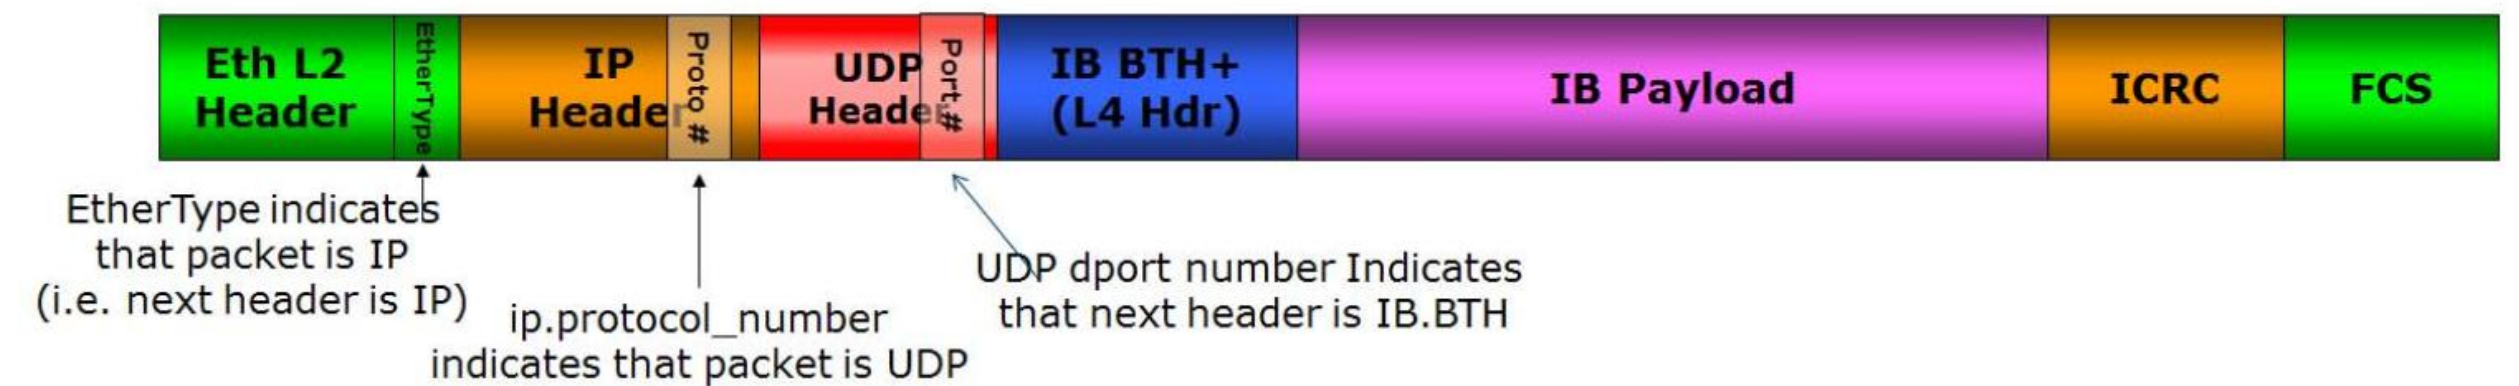 Eth L2
Header
EtherType
IP
Header
Proto #
UDP
Header
Port #
IB BTH+
(L4 Hdr)
IB Payload
ICRC
FCS
EtherType indicates
that packet is IP
(i.e. next header is IP)
ip.protocol_number
indicates that packet is UDP
UDP dport number Indicates
that next header is IB.BTH